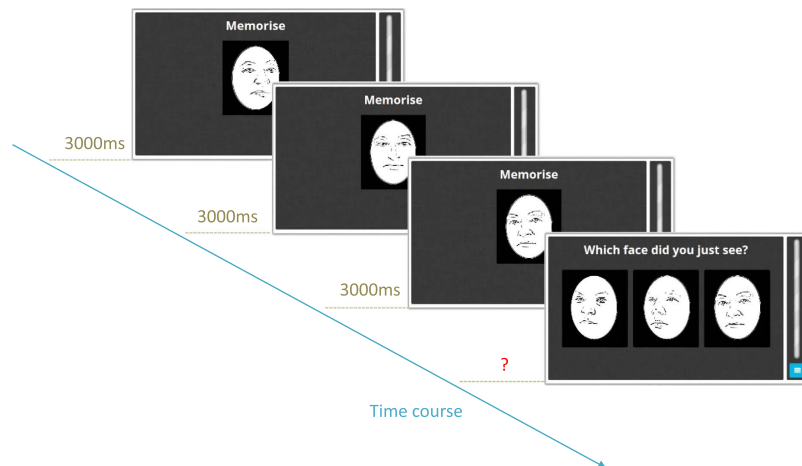 Memorise
3000ms
Memorise
3000ms
Memorise
3000ms
Which face did you just see?
?
Time course